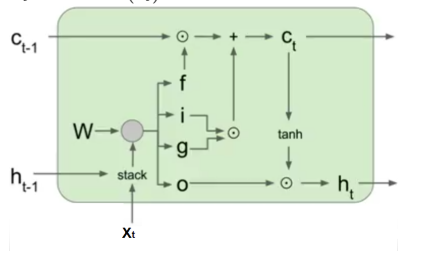 c_{t-1} ⊙ + c_t
f
W i ⊙ tanh
g
h_{t-1} stack o ⊙ h_t
X_t